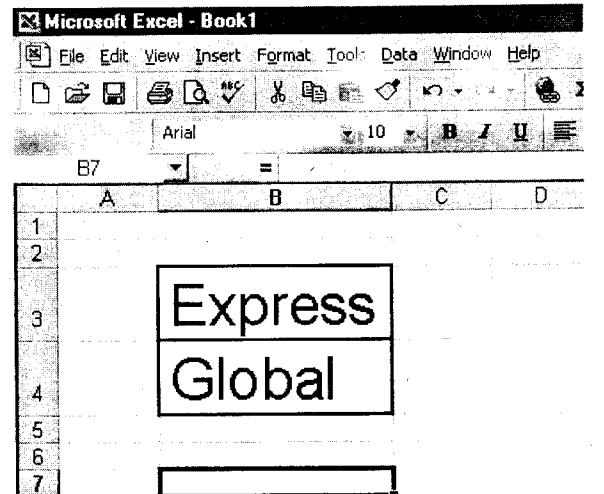 Microsoft Excel - Book1
File Edit View Insert Format Tools Data Window Help
ABC
Arial 10 B I U
B7 =
A B C D
1
2
3 Express
4 Global
5
6
7